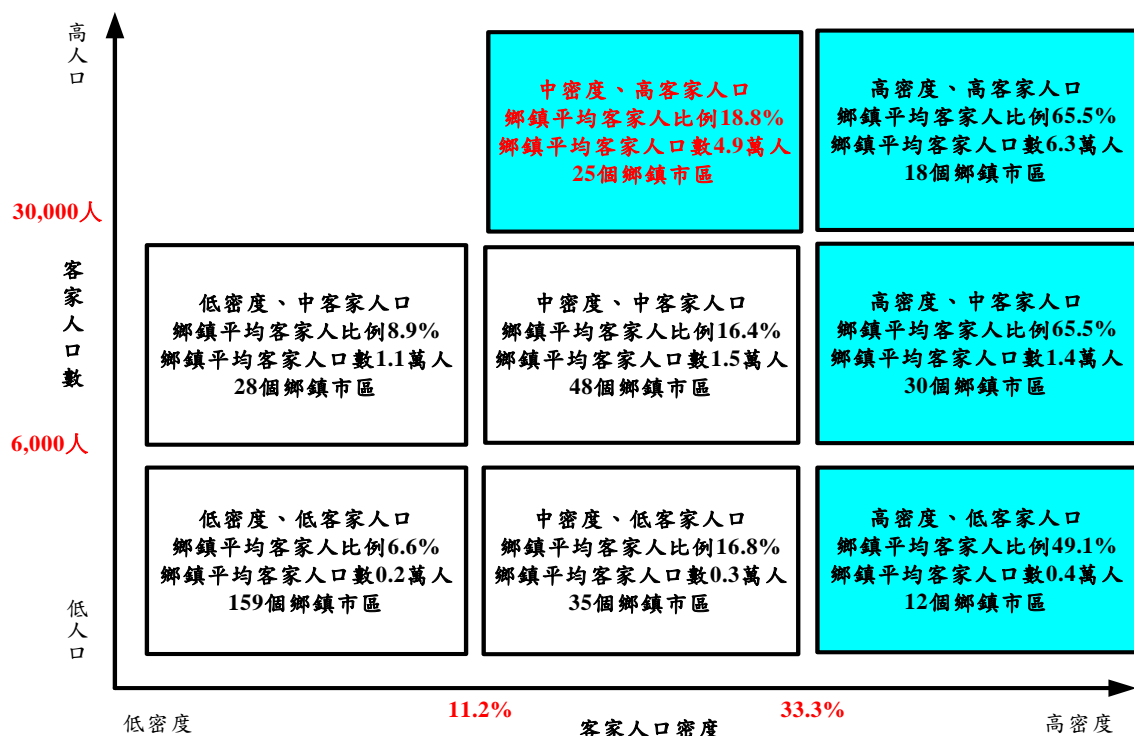 高人口
中密度、高客家人口
鄉鎮平均客家人比例18.8%
鄉鎮平均客家人口數4.9萬人
25個鄉鎮市區
高密度、高客家人口
鄉鎮平均客家人比例65.5%
鄉鎮平均客家人口數6.3萬人
18個鄉鎮市區
30,000人
客家人口數
低密度、中客家人口
鄉鎮平均客家人比例8.9%
鄉鎮平均客家人口數1.1萬人
28個鄉鎮市區
中密度、中客家人口
鄉鎮平均客家人比例16.4%
鄉鎮平均客家人口數1.5萬人
48個鄉鎮市區
高密度、中客家人口
鄉鎮平均客家人比例65.5%
鄉鎮平均客家人口數1.4萬人
30個鄉鎮市區
6,000人
低密度、低客家人口
鄉鎮平均客家人比例6.6%
鄉鎮平均客家人口數0.2萬人
159個鄉鎮市區
中密度、低客家人口
鄉鎮平均客家人比例16.8%
鄉鎮平均客家人口數0.3萬人
35個鄉鎮市區
高密度、低客家人口
鄉鎮平均客家人比例49.1%
鄉鎮平均客家人口數0.4萬人
12個鄉鎮市區
低人口
低密度
11.2%
客家人口密度
33.3%
高密度